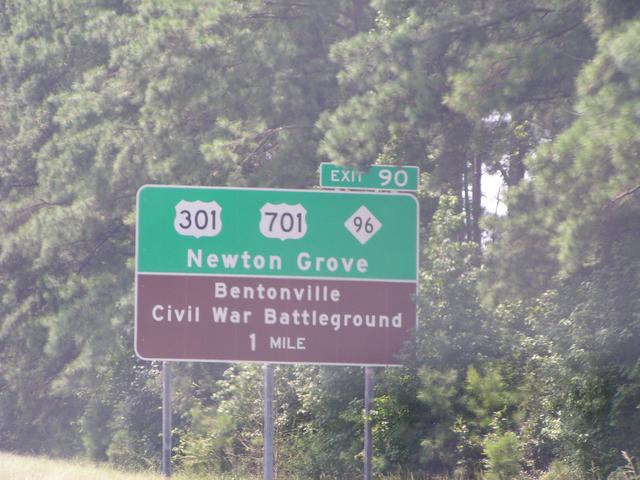 EXIT 90
301 701 96
Newton Grove
Bentonville
Civil War Battleground
1 MILE